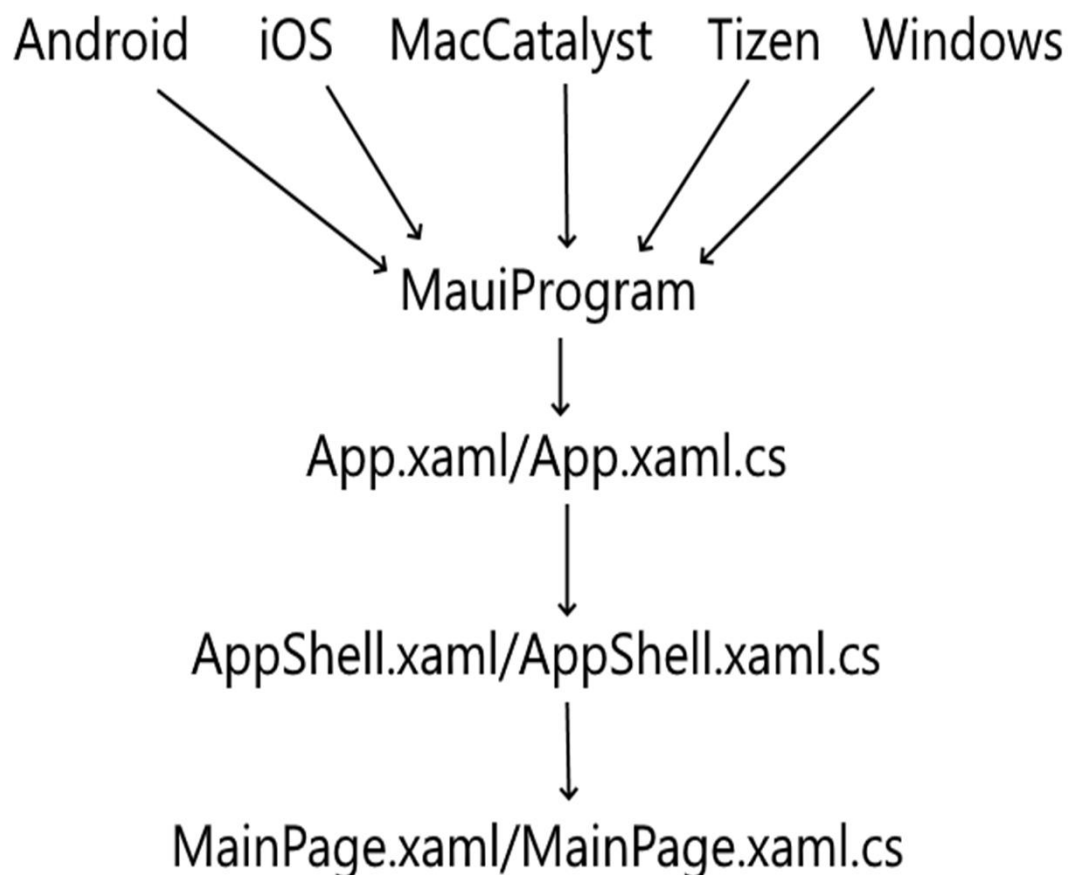 Android iOS MacCatalyst Tizen Windows
MauiProgram
App.xaml/App.xaml.cs
AppShell.xaml/AppShell.xaml.cs
MainPage.xaml/MainPage.xaml.cs